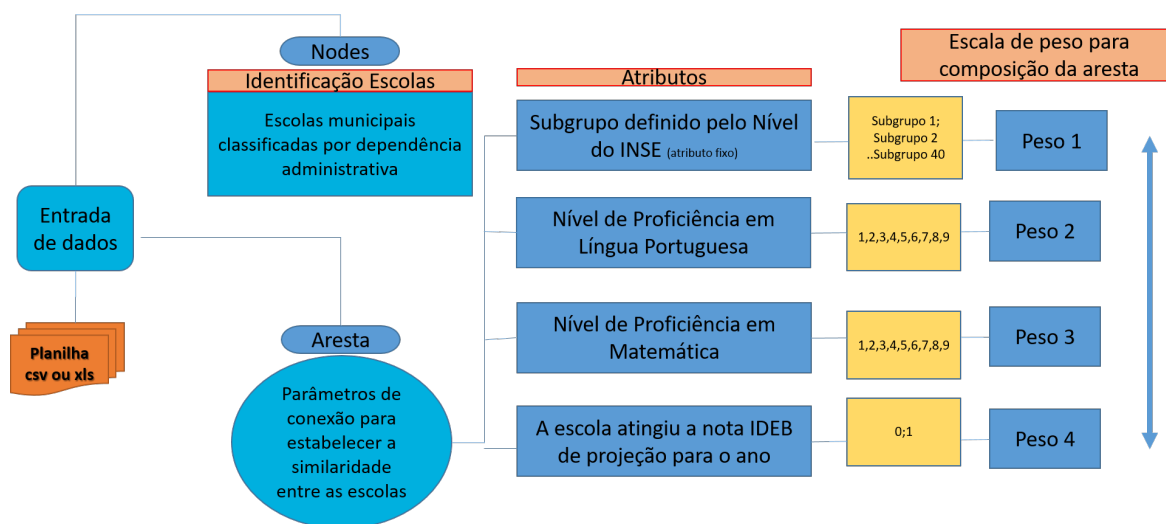 Nodes
Identificação Escolas
Escolas municipais
classificadas por dependência
administrativa
Entrada
de dados
Planilha
csv ou xls
Aresta
Parâmetros de
conexão para
estabelecer a
similaridade
entre as escolas
Atributos
Subgrupo definido pelo Nível
do INSE (atributo fixo)
Nível de Proficiência em
Língua Portuguesa
Nível de Proficiência em
Matemática
A escola atingiu a nota IDEB
de projeção para o ano
Subgrupo 1;
Subgrupo 2
..Subgrupo 40
1,2,3,4,5,6,7,8,9
1,2,3,4,5,6,7,8,9
0;1
Escala de peso para
composição da aresta
Peso 1
Peso 2
Peso 3
Peso 4